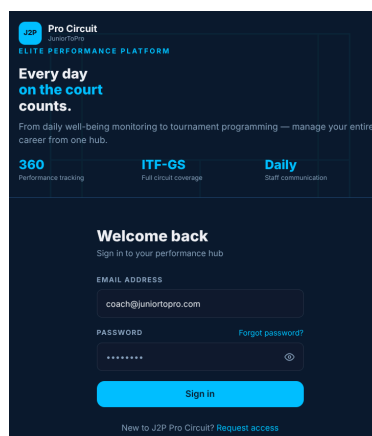 J2P
Pro Circuit
JuniorToPro
ELITE PERFORMANCE PLATFORM
Every day
on the court
counts.
From daily well-being monitoring to tournament programming — manage your entire
career from one hub.
360
Performance tracking
ITF-GS
Full circuit coverage
Daily
Staff communication
Welcome back
Sign in to your performance hub
EMAIL ADDRESS
coach@juniortopro.com
PASSWORD
Forgot password?
••••••••
Sign in
New to J2P Pro Circuit? Request access